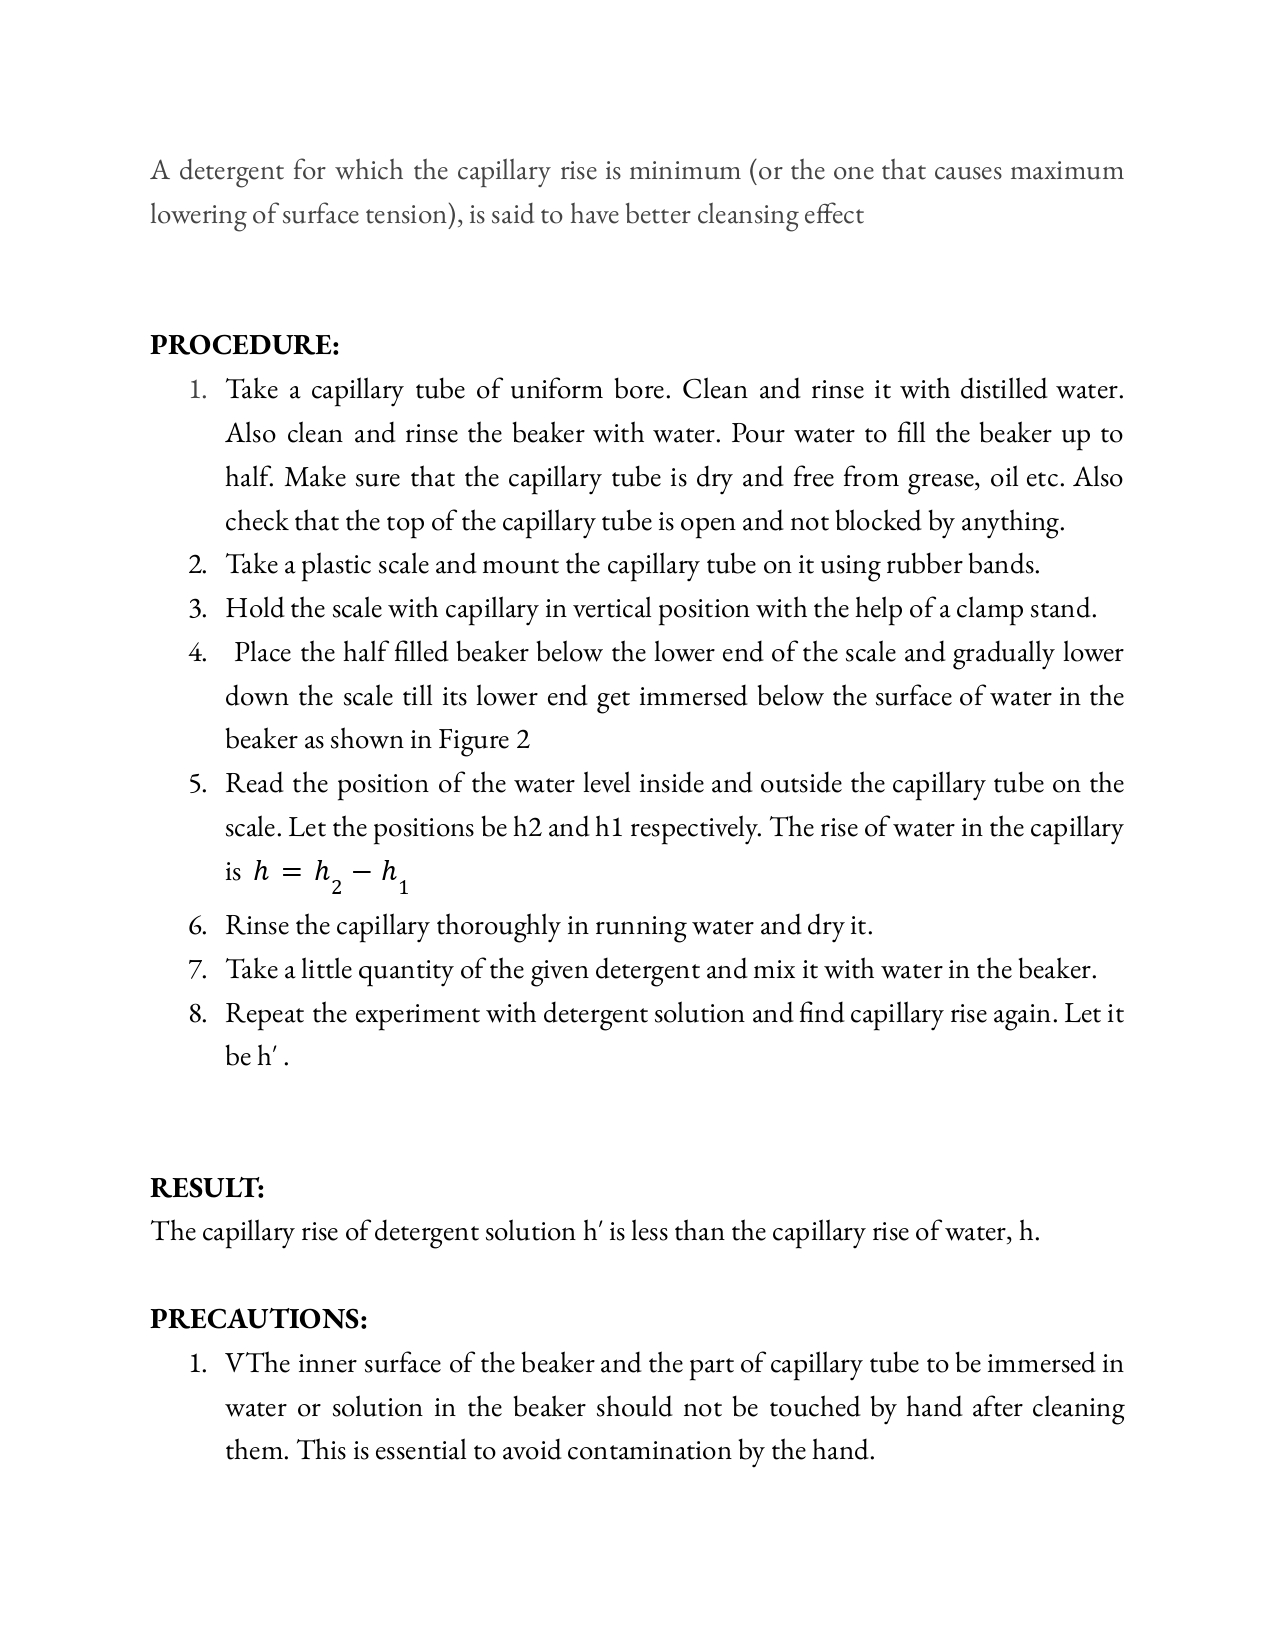 A detergent for which the capillary rise is minimum (or the one that causes maximum
lowering of surface tension), is said to have better cleansing effect
PROCEDURE:
1. Take a capillary tube of uniform bore. Clean and rinse it with distilled water.
Also clean and rinse the beaker with water. Pour water to fill the beaker up to
half. Make sure that the capillary tube is dry and free from grease, oil etc. Also
check that the top of the capillary tube is open and not blocked by anything.
2. Take a plastic scale and mount the capillary tube on it using rubber bands.
3. Hold the scale with capillary in vertical position with the help of a clamp stand.
4. Place the half filled beaker below the lower end of the scale and gradually lower
down the scale till its lower end get immersed below the surface of water in the
beaker as shown in Figure 2
5. Read the position of the water level inside and outside the capillary tube on the
scale. Let the positions be h2 and h1 respectively. The rise of water in the capillary
is h = h₂ − h₁
6. Rinse the capillary thoroughly in running water and dry it.
7. Take a little quantity of the given detergent and mix it with water in the beaker.
8. Repeat the experiment with detergent solution and find capillary rise again. Let it
be h′ .
RESULT:
The capillary rise of detergent solution h′ is less than the capillary rise of water, h.
PRECAUTIONS:
1. VThe inner surface of the beaker and the part of capillary tube to be immersed in
water or solution in the beaker should not be touched by hand after cleaning
them. This is essential to avoid contamination by the hand.